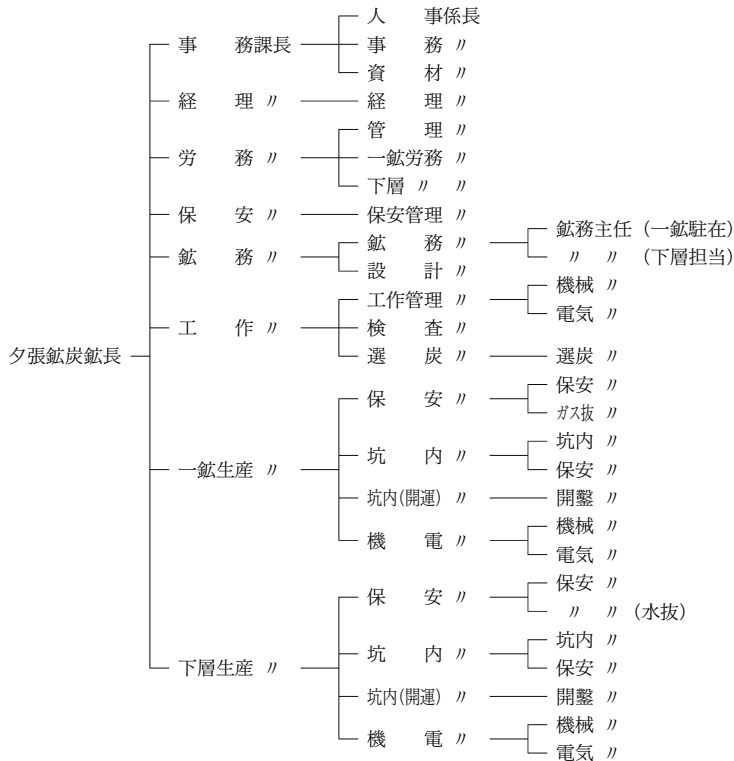 人　事係長
事　務課長
事　務 〃
資　材 〃
経　理 〃
経　理 〃
管　理 〃
労　務 〃
一鉱労務 〃
下層 〃 〃
保　安 〃
保安管理 〃
鉱務主任（一鉱駐在）
鉱　務 〃
鉱　務 〃
〃 〃 （下層担当）
設　計 〃
機械 〃
工作管理 〃
電気 〃
工　作 〃
検　査 〃
夕張鉱炭鉱長
選　炭 〃
選炭 〃
保安 〃
保　安 〃
ガス抜 〃
坑内 〃
一鉱生産 〃
坑　内 〃
保安 〃
坑内(開運) 〃
開鑿 〃
機械 〃
機　電 〃
電気 〃
保安 〃
保　安 〃
〃 〃（水抜）
坑内 〃
下層生産 〃
坑　内 〃
保安 〃
坑内(開運) 〃
開鑿 〃
機械 〃
機　電 〃
電気 〃